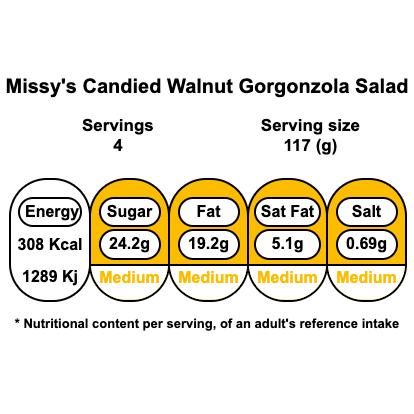 Missy's Candied Walnut Gorgonzola Salad
Servings Serving size
4 117 (g)
Energy Sugar Fat Sat Fat Salt
308 Kcal 24.2g 19.2g 5.1g 0.69g
1289 Kj Medium Medium Medium Medium
* Nutritional content per serving, of an adult's reference intake